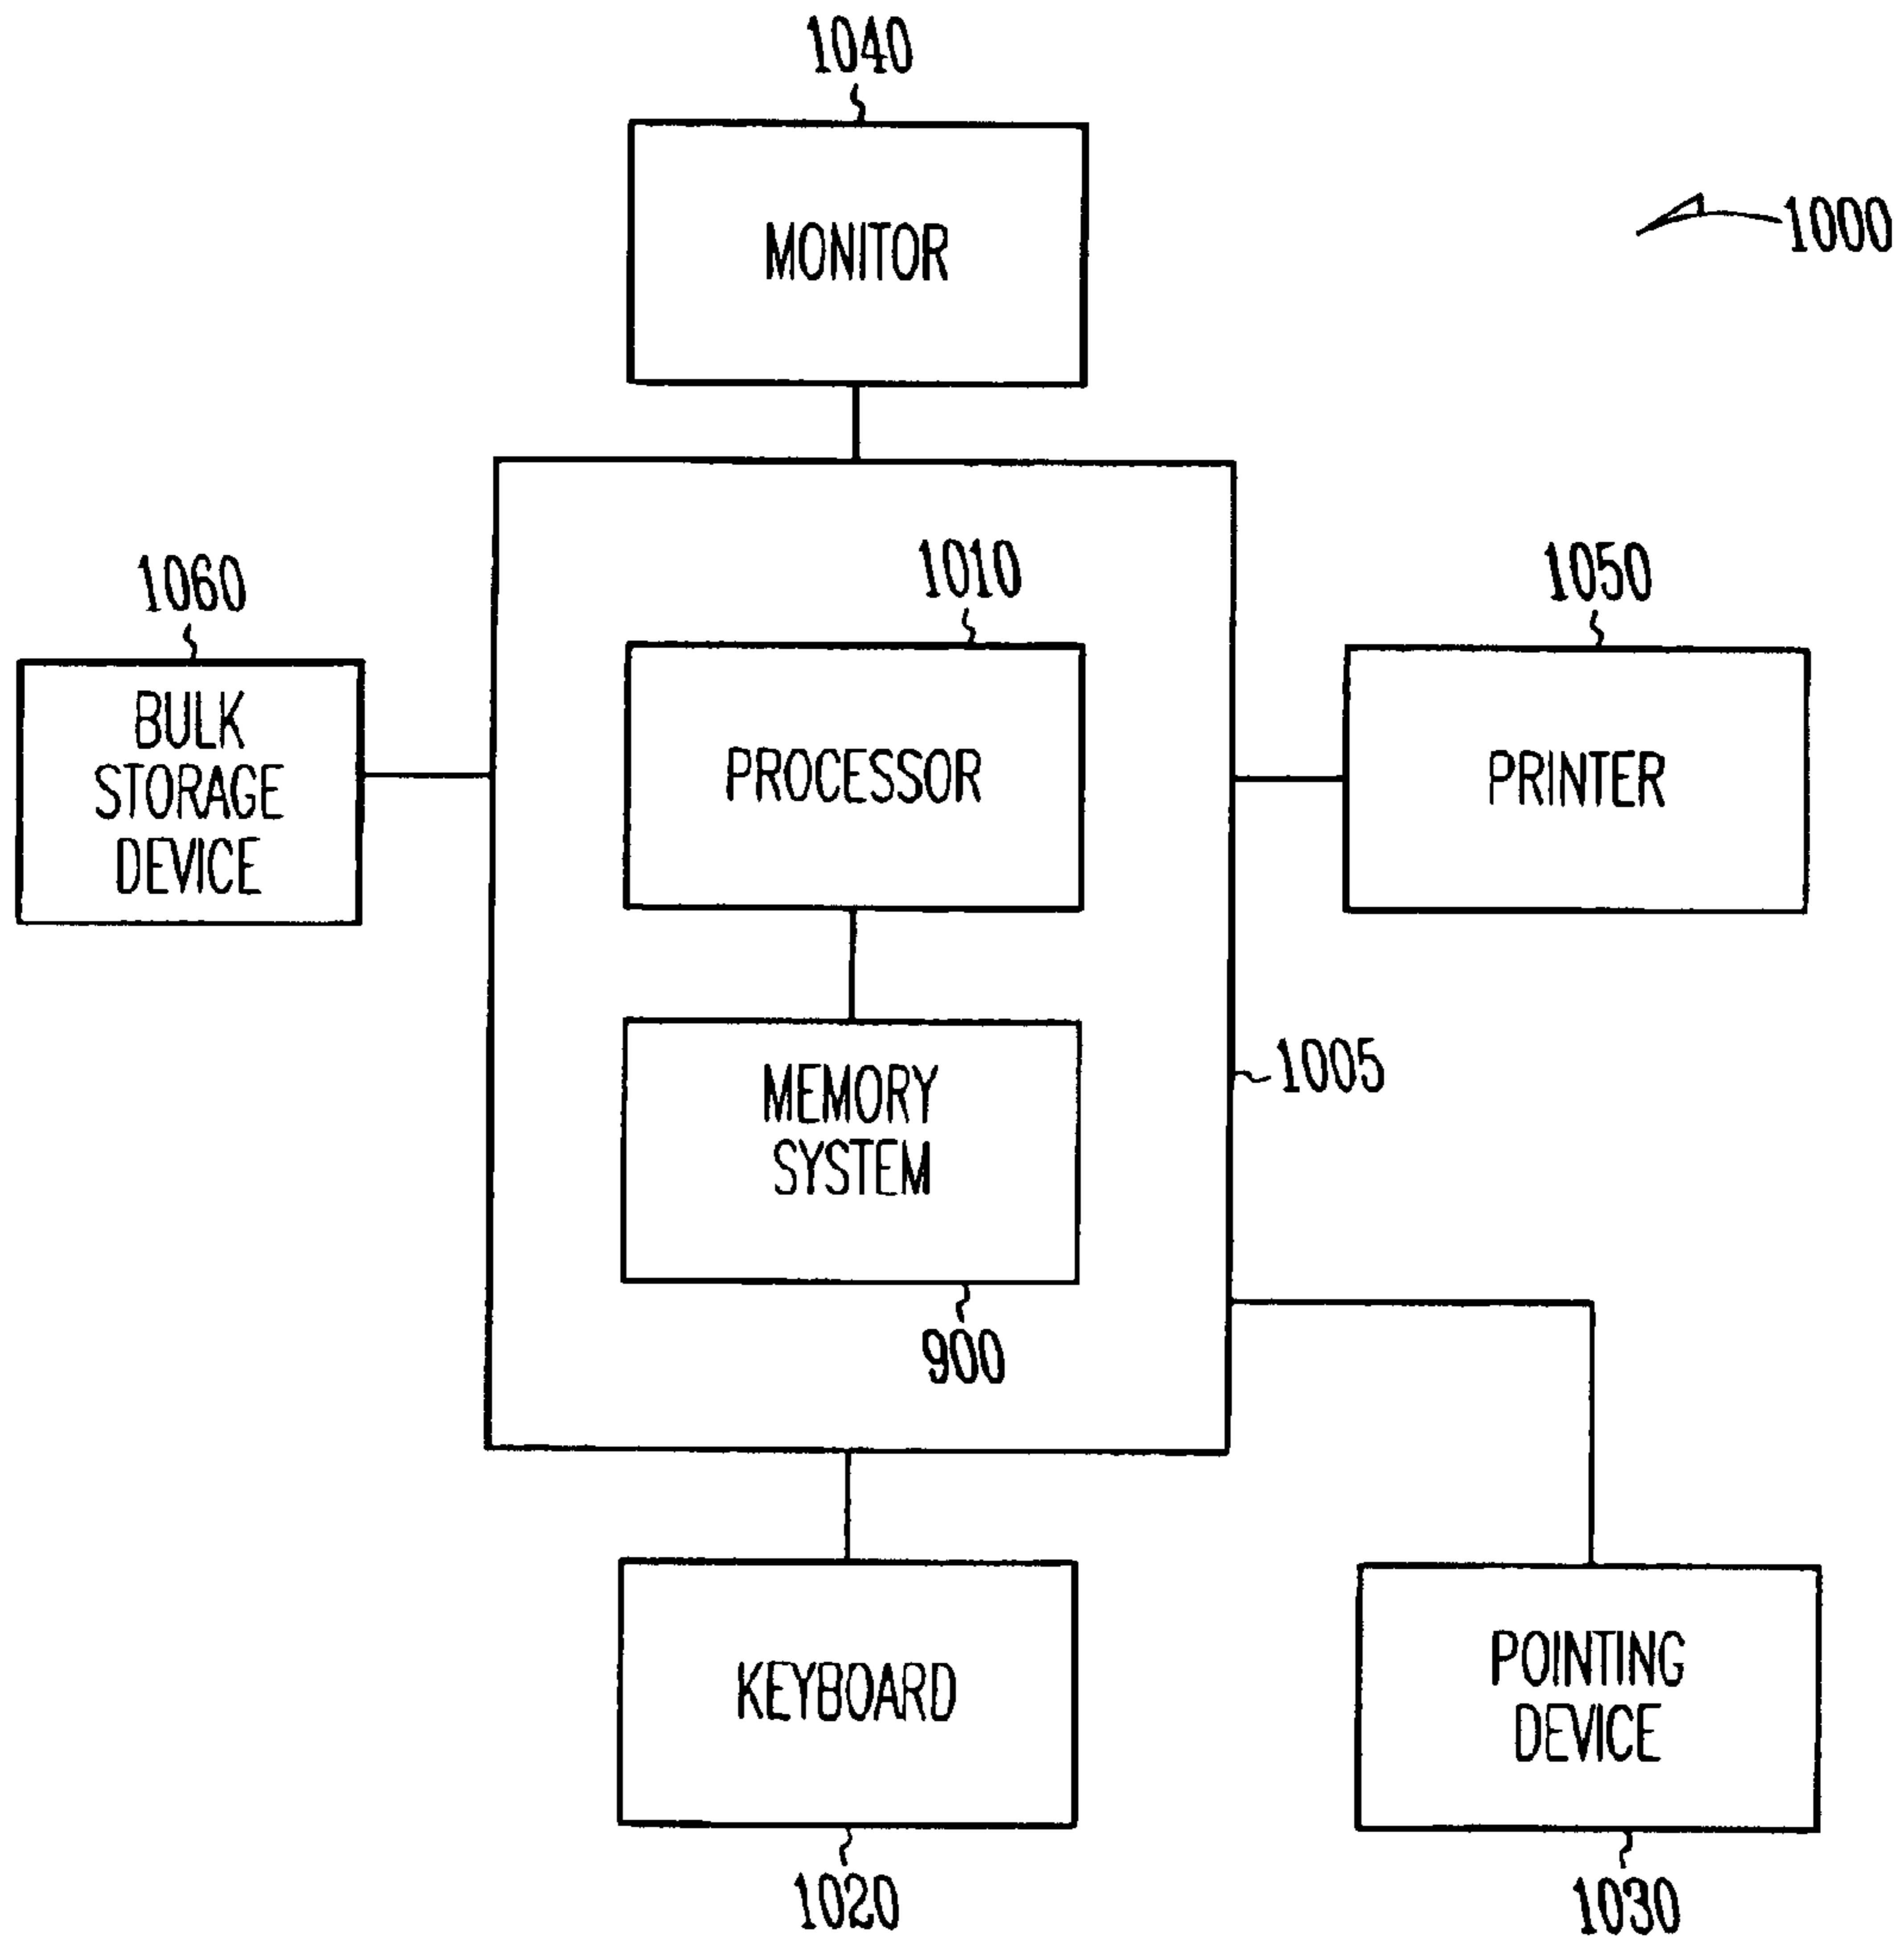 1040
MONITOR
1000
1060
BULK
STORAGE
DEVICE
1010
PROCESSOR
1050
PRINTER
MEMORY
SYSTEM
900
1005
KEYBOARD
1020
POINTING
DEVICE
1030